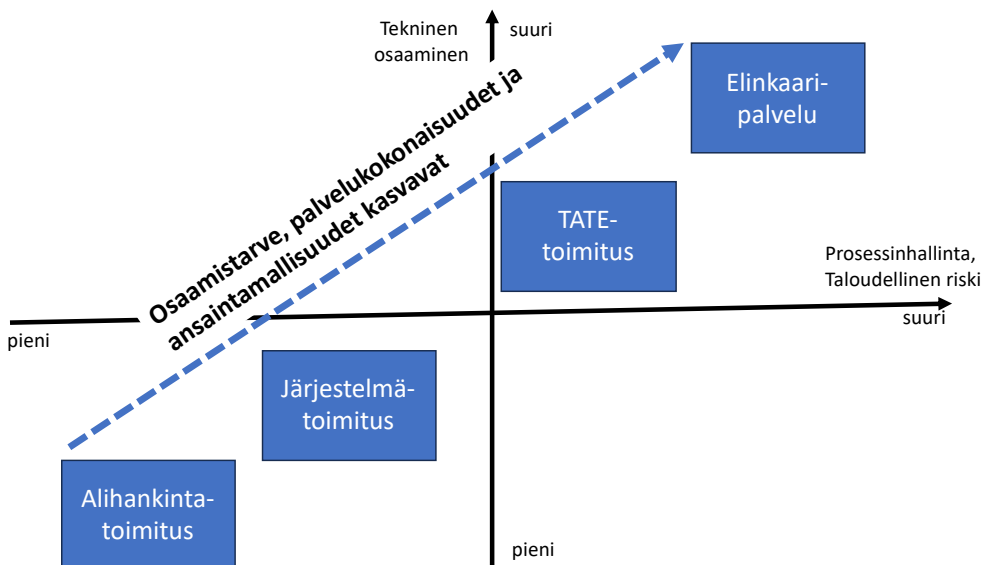 Tekninen
osaaminen
suuri
Elinkaari-
palvelu
Osaamistarve, palvelukokonaisuudet ja
ansaintamallisuudet kasvavat
TATE-
toimitus
Prosessinhallinta,
Taloudellinen riski
suuri
pieni
Järjestelmä-
toimitus
Alihankinta-
toimitus
pieni